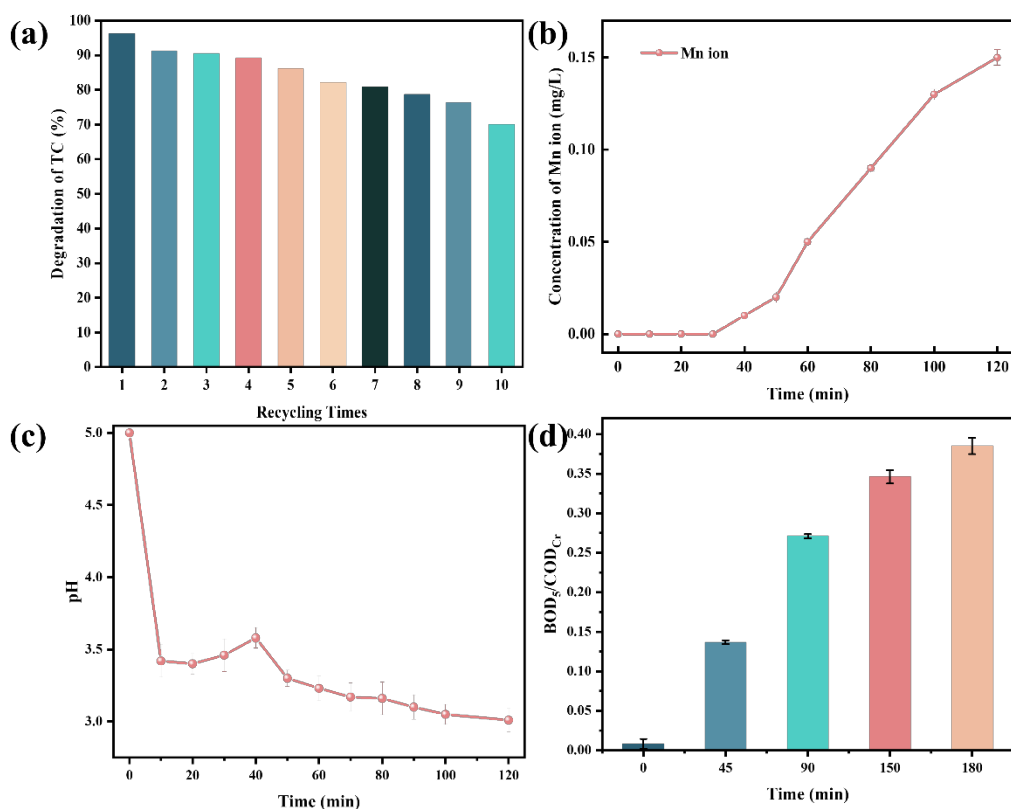 (a)
100
90
80
70
60
50
40
30
20
10
0
Degradation of TC (%)
1 2 3 4 5 6 7 8 9 10
Recycling Times
(b)
Mn ion
0.15
0.10
0.05
0.00
Concentration of Mn ion (mg/L)
0 20 40 60 80 100 120
Time (min)
(c)
5.0
4.5
4.0
3.5
3.0
pH
0 20 40 60 80 100 120
Time (min)
(d)
0.40
0.35
0.30
0.25
0.20
0.15
0.10
0.05
0.00
BOD5/CODCr
0 45 90 150 180
Time (min)